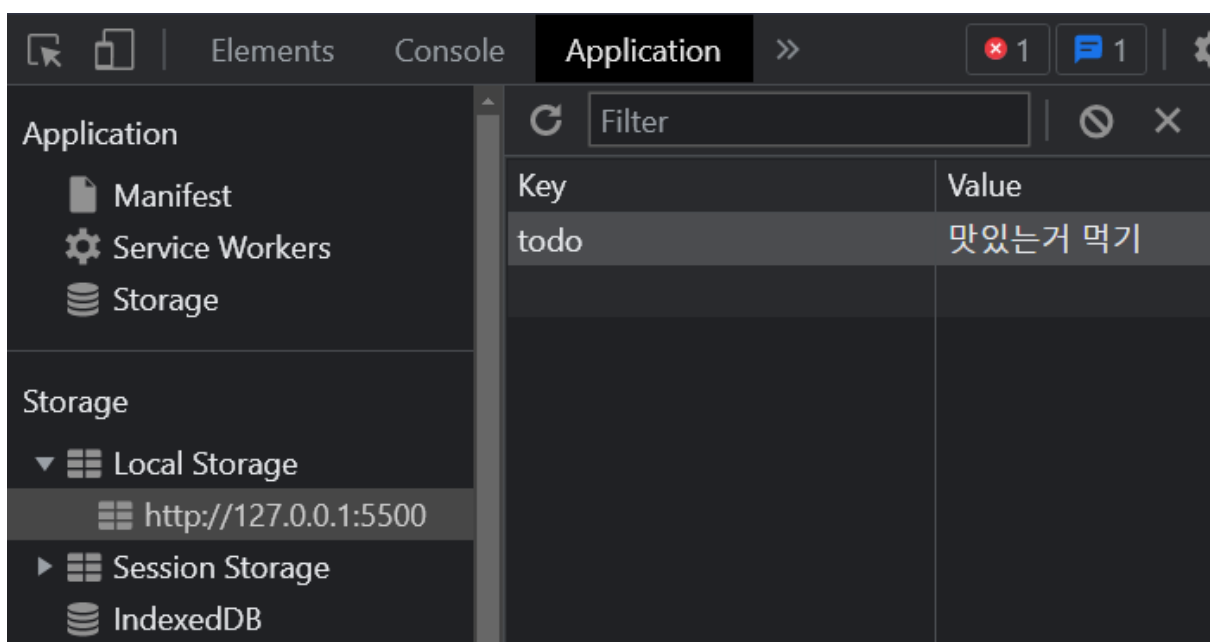 Elements Console Application » 1 1
Application
Manifest
Service Workers
Storage
Storage
Local Storage
http://127.0.0.1:5500
Session Storage
IndexedDB
Filter
Key Value
todo 맛있는거 먹기